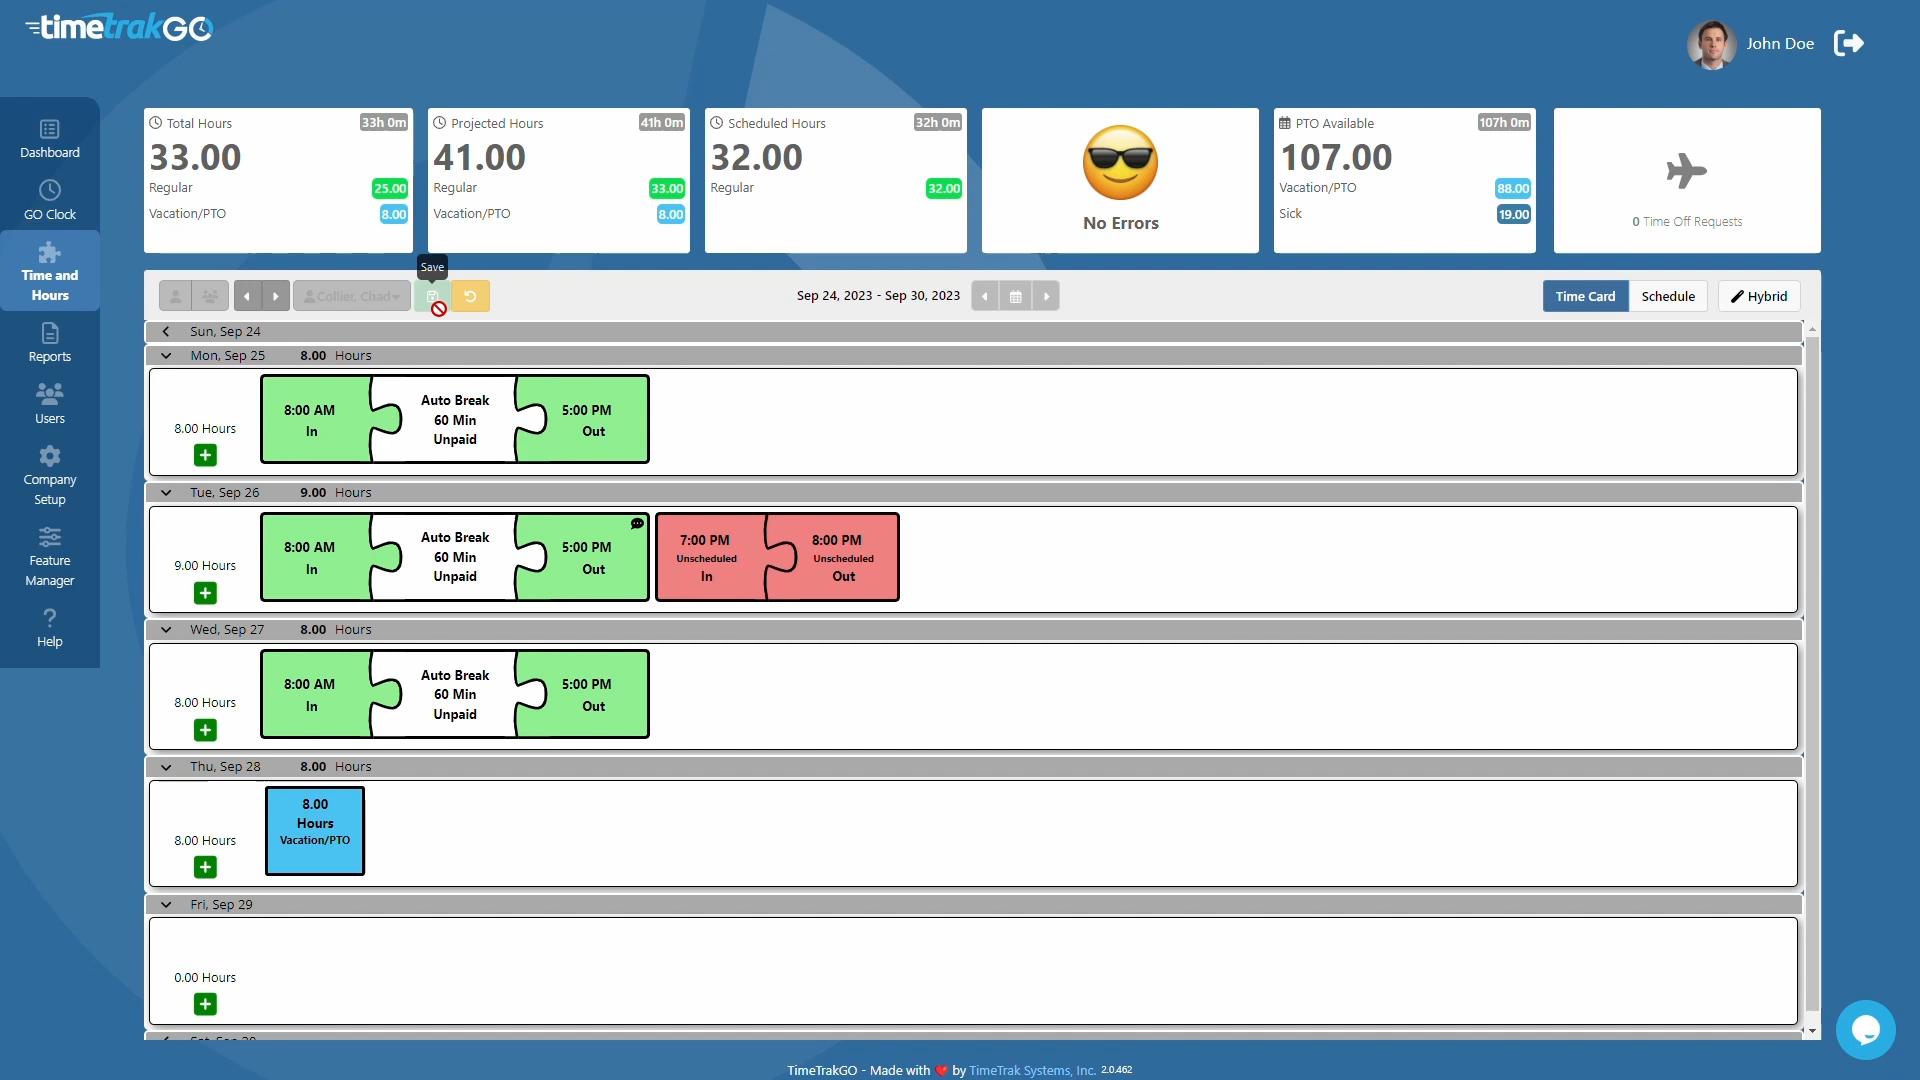 timetrakGO
John Doe
Dashboard
GO Clock
Time and
Hours
Reports
Users
Company
Setup
Feature
Manager
Help
Total Hours 33h 0m
33.00
Regular 25.00
Vacation/PTO 8.00
Projected Hours 41h 0m
41.00
Regular 33.00
Vacation/PTO 8.00
Scheduled Hours 32h 0m
32.00
Regular 32.00
No Errors
PTO Available 107h 0m
107.00
Vacation/PTO 88.00
Sick 19.00
0 Time Off Requests
Save
Collier, Chad
Sep 24, 2023 - Sep 30, 2023
Time Card Schedule Hybrid
Sun, Sep 24
Mon, Sep 25 8.00 Hours
8.00 Hours
8:00 AM
In
Auto Break
60 Min
Unpaid
5:00 PM
Out
Tue, Sep 26 9.00 Hours
9.00 Hours
8:00 AM
In
Auto Break
60 Min
Unpaid
5:00 PM
Out
7:00 PM
Unscheduled
In
8:00 PM
Unscheduled
Out
Wed, Sep 27 8.00 Hours
8.00 Hours
8:00 AM
In
Auto Break
60 Min
Unpaid
5:00 PM
Out
Thu, Sep 28 8.00 Hours
8.00 Hours
8.00
Hours
Vacation/PTO
Fri, Sep 29
0.00 Hours
TimeTrakGO - Made with ❤ by TimeTrak Systems, Inc. 2.0.462